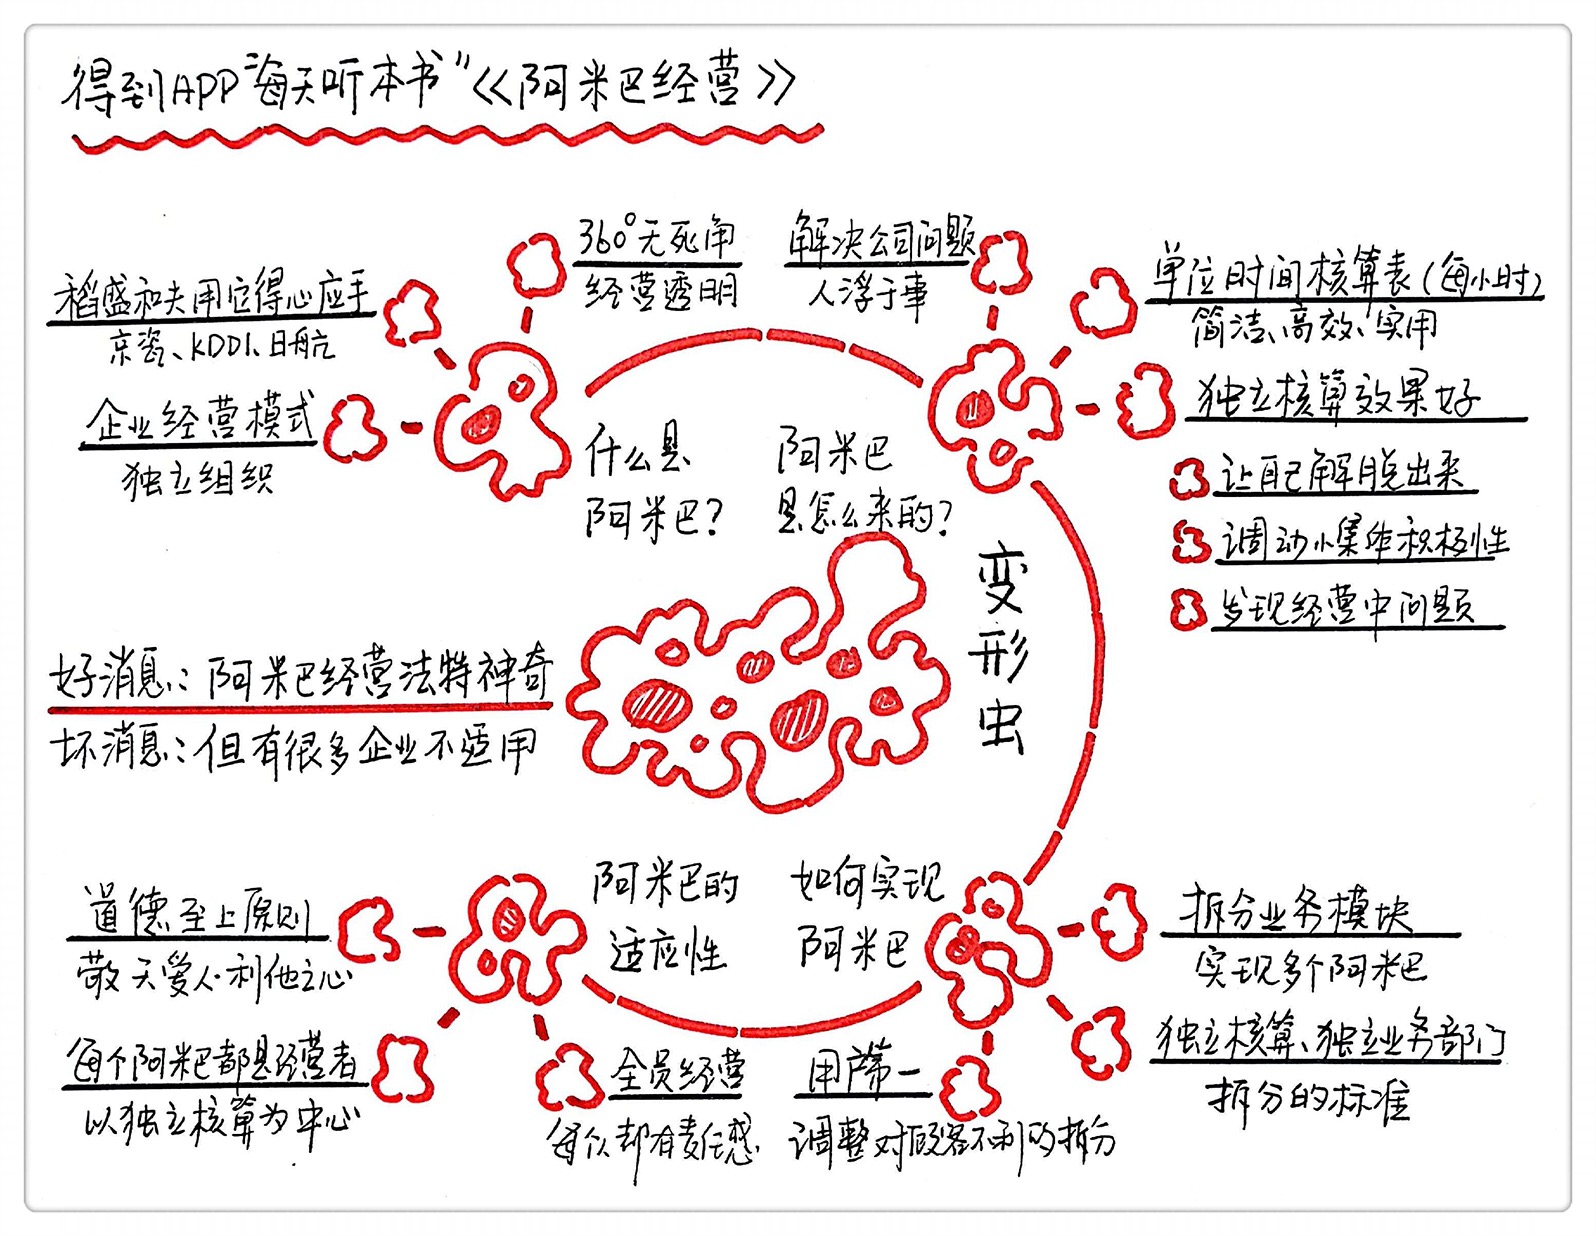 得到APP“每天听本书”《阿米巴经营》
360°无死角
经营透明
稻盛和夫用它得心应手
京瓷、KDDI、日航
企业经营模式
独立组织
什么是
阿米巴?
解决公司问题
人浮于事
单位时间核算表(每小时)
简洁、高效、实用
独立核算效果好
让自己解脱出来
调动小集体积极性
发现经营中问题
阿米巴
是怎么来的?
变
形
虫
好消息:阿米巴经营法特神奇
坏消息:但有很多企业不适用
如何实现
阿米巴
拆分业务模块
实现多个阿米巴
独立核算、独立业务部门
拆分的标准
用户第一
调整对顾客不利的拆分
阿米巴的
适应性
道德至上原则
敬天爱人·利他之心
每个阿米巴都是经营者
以独立核算为中心
全员经营
每个人都有责任感.